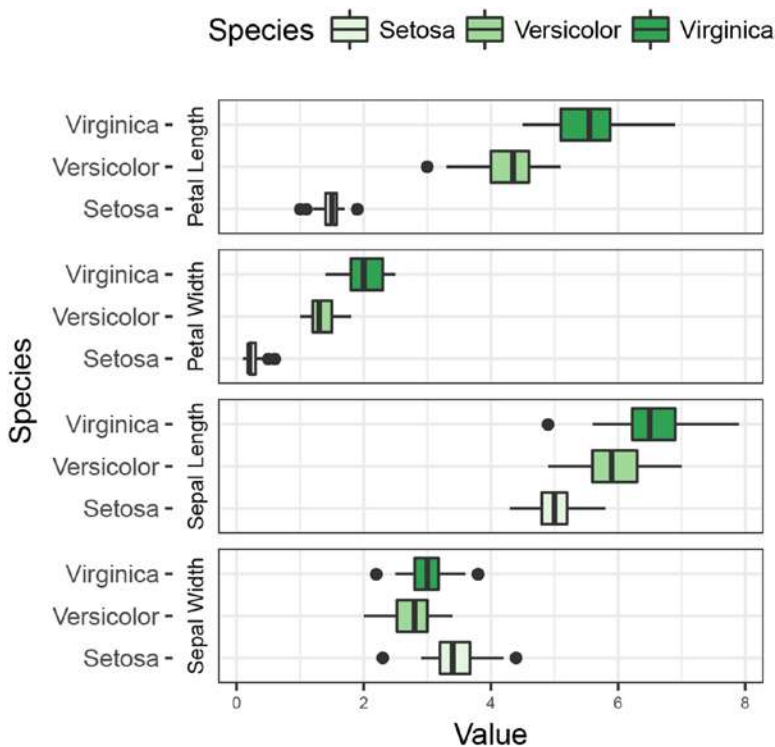 Species Setosa Versicolor Virginica
Virginica
Versicolor
Setosa
Petal Length
Virginica
Versicolor
Setosa
Petal Width
Species
Virginica
Versicolor
Setosa
Sepal Length
Virginica
Versicolor
Setosa
Sepal Width
0 2 4 6 8
Value